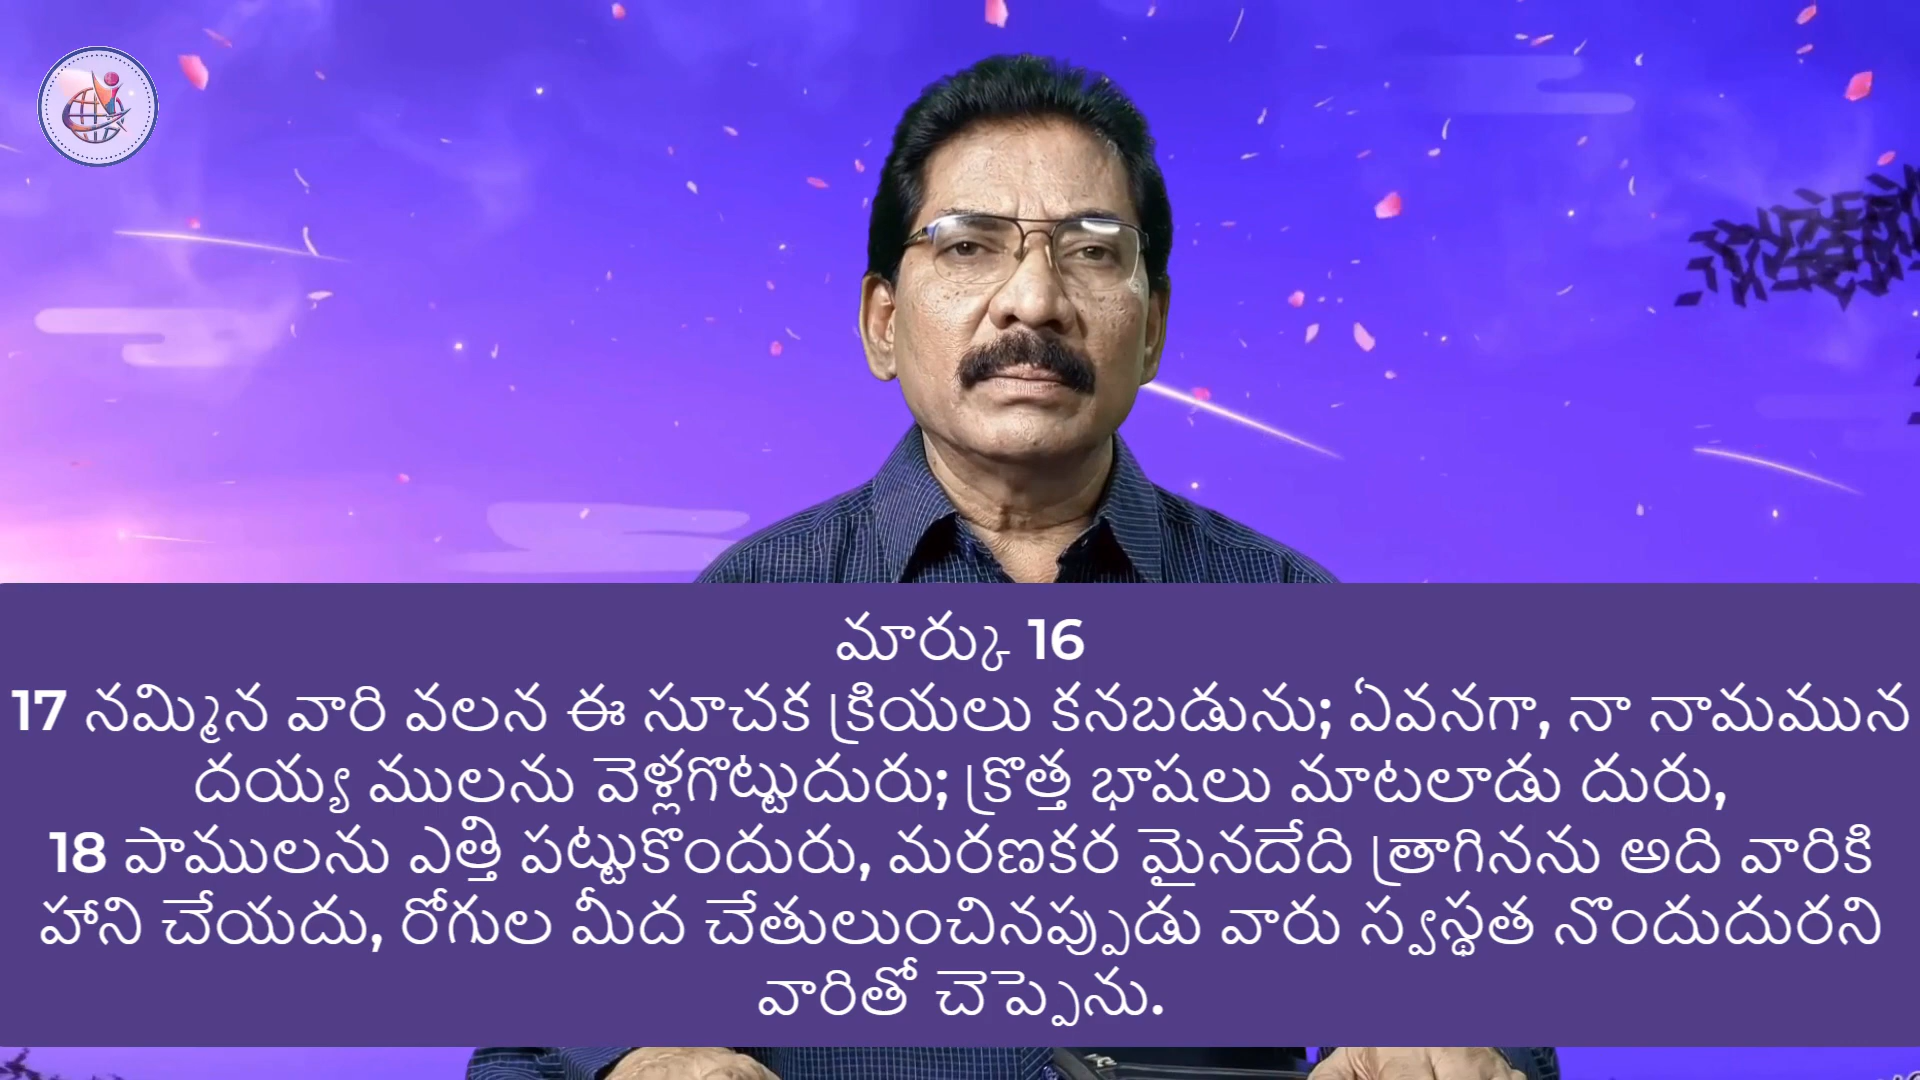 మార్కు 16
17 నమ్మిన వారి వలన ఈ సూచక క్రియలు కనబడును; ఏవనగా, నా నామమున
దయ్య ములను వెళ్లగొట్టుదురు; క్రొత్త భాషలు మాటలాడు దురు,
18 పాములను ఎత్తి పట్టుకొందురు, మరణకర మైనదేది త్రాగినను అది వారికి
హాని చేయదు, రోగుల మీద చేతులుంచినప్పుడు వారు స్వస్థత నొందుదురని
వారితో చెప్పెను.